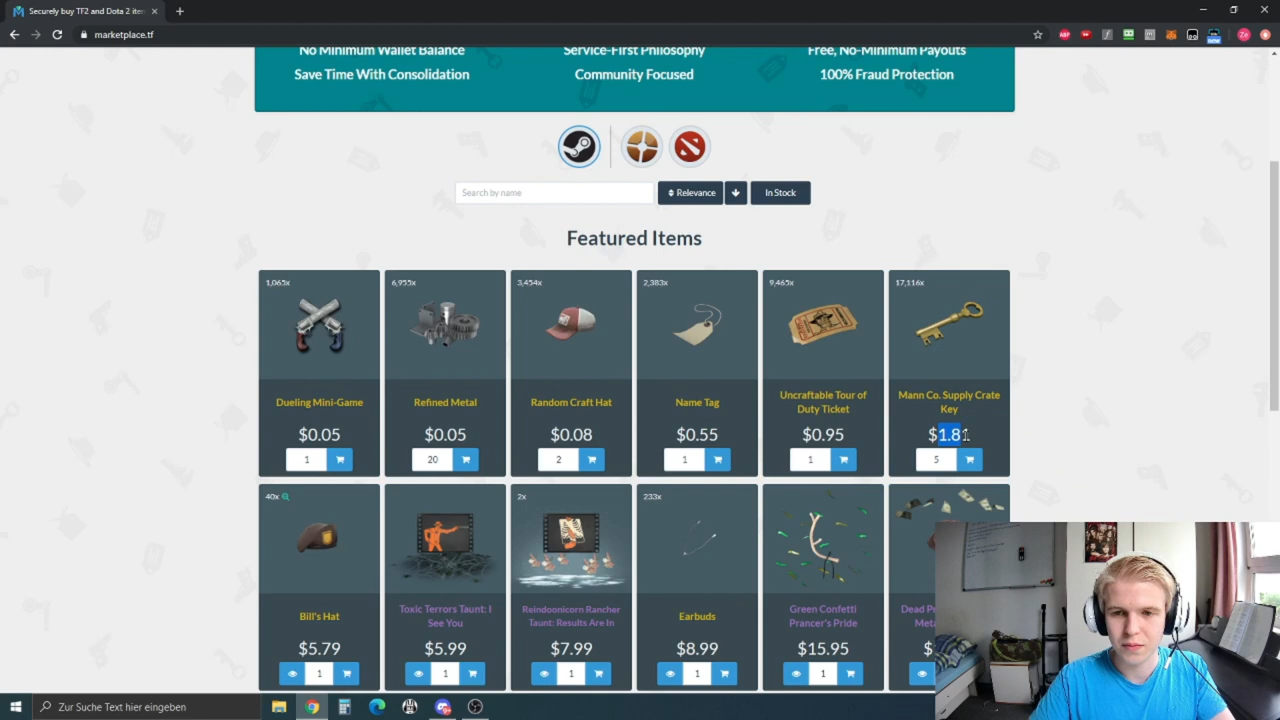 Securely buy TF2 and Dota 2 iten
marketplace.tf
No Minimum Wallet Balance
Service-First Philosophy
Free, No-Minimum Payouts
Save Time With Consolidation
Community Focused
100% Fraud Protection
Search by name
Relevance
In Stock
Featured Items
1,065x
6,955x
3,454x
2,383x
9,465x
17,116x
Dueling Mini-Game
Refined Metal
Random Craft Hat
Name Tag
Uncraftable Tour of
Duty Ticket
Mann Co. Supply Crate
Key
$0.05
$0.05
$0.08
$0.55
$0.95
$1.81
1
20
2
1
1
5
40x
2x
233x
Bill's Hat
Toxic Terrors Taunt: I
See You
Reindoonicorn Rancher
Taunt: Results Are In
Earbuds
Green Confetti
Prancer's Pride
$5.79
$5.99
$7.99
$8.99
$15.95
$
1
1
1
1
1
Zur Suche Text hier eingeben